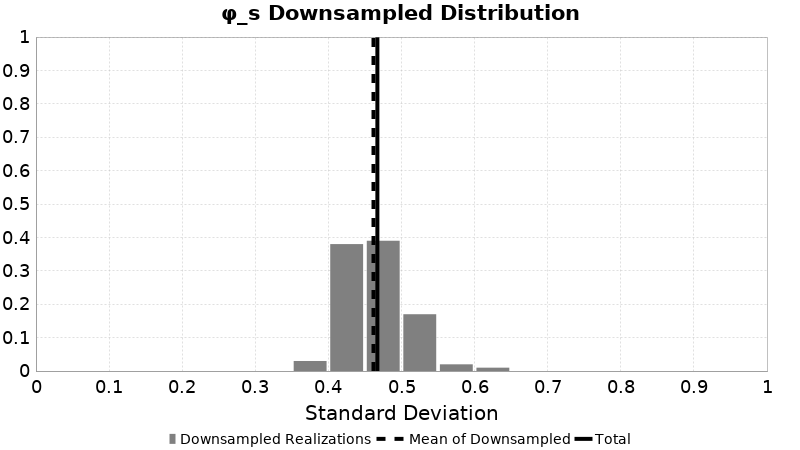 φ_s Downsampled Distribution
1
0.9
0.8
0.7
0.6
0.5
0.4
0.3
0.2
0.1
0
0 0.1 0.2 0.3 0.4 0.5 0.6 0.7 0.8 0.9 1
Standard Deviation
Downsampled Realizations Mean of Downsampled Total